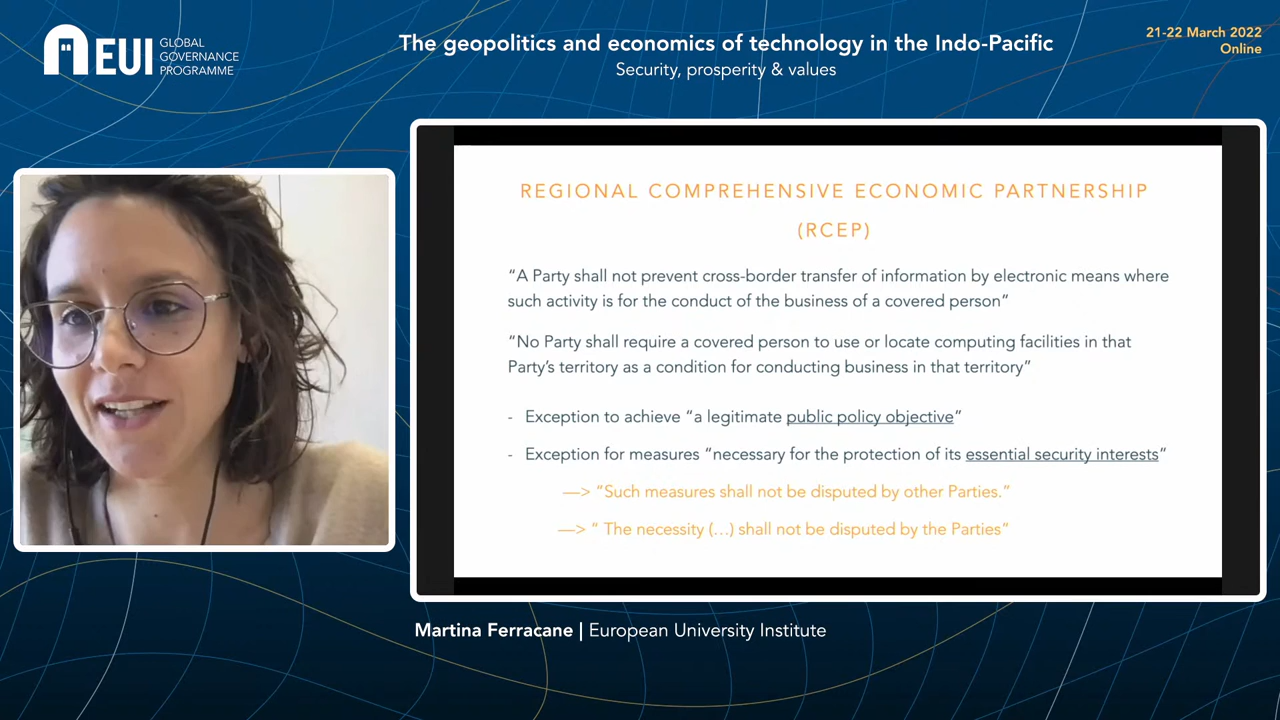 EUI
GLOBAL
GOVERNANCE
PROGRAMME
The geopolitics and economics of technology in the Indo-Pacific
Security, prosperity & values
21-22 March 2022
Online
REGIONAL COMPREHENSIVE ECONOMIC PARTNERSHIP
(RCEP)
“A Party shall not prevent cross-border transfer of information by electronic means where
such activity is for the conduct of the business of a covered person”
“No Party shall require a covered person to use or locate computing facilities in that
Party’s territory as a condition for conducting business in that territory”
- Exception to achieve “a legitimate public policy objective”
- Exception for measures “necessary for the protection of its essential security interests”
—> “Such measures shall not be disputed by other Parties.”
—> “ The necessity (...) shall not be disputed by the Parties”
Martina Ferracane | European University Institute